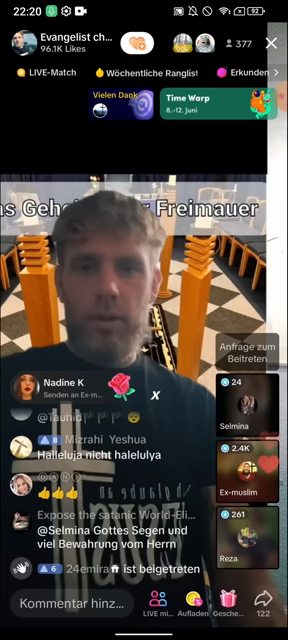 22:20
92
Evangelist ch...
96.1K Likes
377
LIVE-Match
Wöchentliche Ranglist
Erkunden
Vielen Dank
Time Warp
8.-12. Juni
Freimauer
Nadine K
Senden an Ex-m...
x
Anfrage zum
Beitreten
24
Selmina
@Tauhid
8 Mizrahi Yeshua
Halleluja nicht halelulya
2.4K
Ex-muslim
👍👍👍
Expose the satanic World-Eli...
@Selmina Gottes Segen und
viel Bewahrung vom Herrn
261
Reza
6 24emira ist beigetreten
Kommentar hinz...
LIVE mi...
Aufladen
Gesche...
122